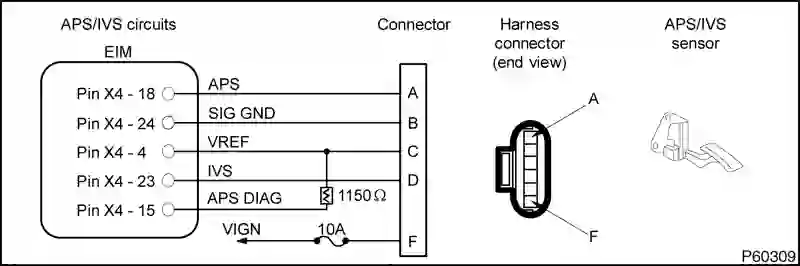 APS/IVS circuits
EIM
Pin X4 - 18
Pin X4 - 24
Pin X4 - 4
Pin X4 - 23
Pin X4 - 15
APS
SIG GND
VREF
IVS
APS DIAG
1150 Ω
VIGN
10A
Connector
A
B
C
D
F
Harness
connector
(end view)
A
F
APS/IVS
sensor
P60309